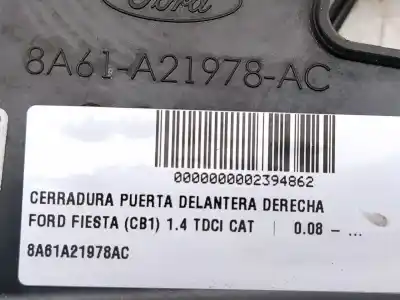 Ford
8A61-A21978-AC
0000000002394862
CERRADURA PUERTA DELANTERA DERECHA
FORD FIESTA (CB1) 1.4 TDCI CAT | 0.08 - ...
8A61A21978AC